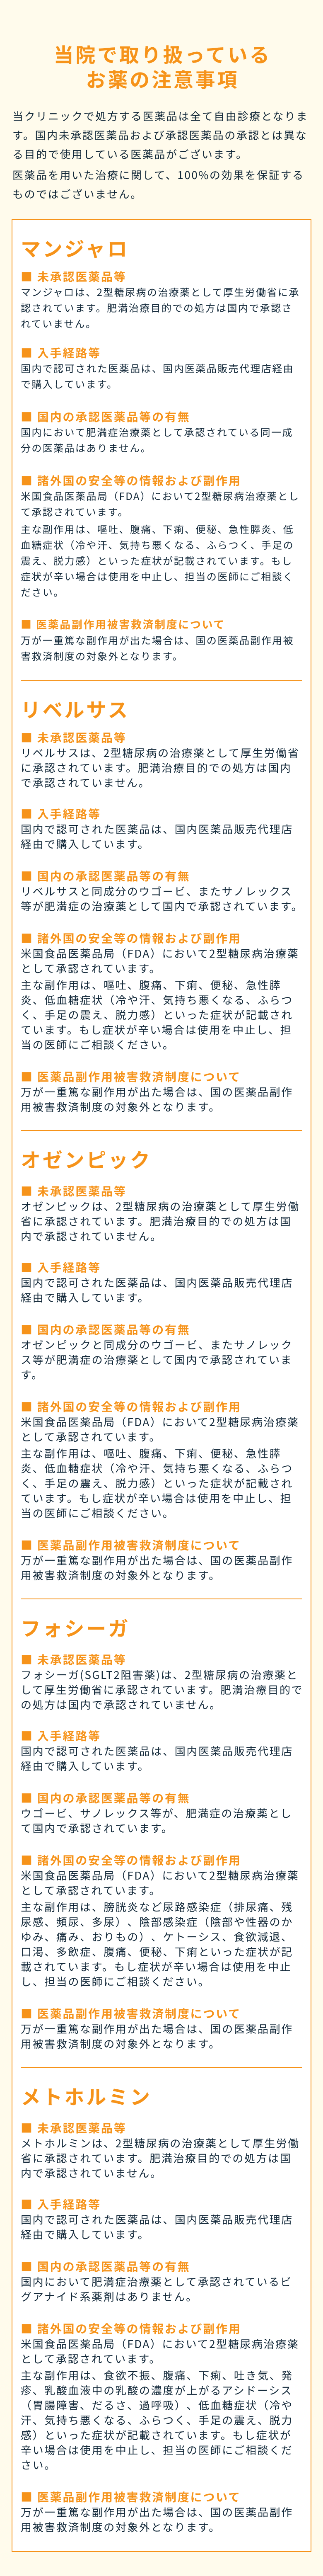 当院で取り扱っている
お薬の注意事項
当クリニックで処方する医薬品は全て自由診療となりま
す。国内未承認医薬品および承認医薬品の承認とは異な
る目的で使用している医薬品がございます。
医薬品を用いた治療に関して、100%の効果を保証する
ものではございません。
マンジャロ
■ 未承認医薬品等
マンジャロは、2型糖尿病の治療薬として厚生労働省に承
認されています。肥満治療目的での処方は国内で承認さ
れていません。
■ 入手経路等
国内で認可された医薬品は、国内医薬品販売代理店経由
で購入しています。
■ 国内の承認医薬品等の有無
国内において肥満症治療薬として承認されている同一成
分の医薬品はありません。
■ 諸外国の安全等の情報および副作用
米国食品医薬品局（FDA）において2型糖尿病治療薬とし
て承認されています。
主な副作用は、嘔吐、腹痛、下痢、便秘、急性膵炎、低
血糖症状（冷や汗、気持ち悪くなる、ふらつく、手足の
震え、脱力感）といった症状が記載されています。もし
症状が辛い場合は使用を中止し、担当の医師にご相談く
ださい。
■ 医薬品副作用被害救済制度について
万が一重篤な副作用が出た場合は、国の医薬品副作用被
害救済制度の対象外となります。
リベルサス
■ 未承認医薬品等
リベルサスは、2型糖尿病の治療薬として厚生労働省
に承認されています。肥満治療目的での処方は国内
で承認されていません。
■ 入手経路等
国内で認可された医薬品は、国内医薬品販売代理店
経由で購入しています。
■ 国内の承認医薬品等の有無
リベルサスと同成分のウゴービ、またサノレックス
等が肥満症の治療薬として国内で承認されています。
■ 諸外国の安全等の情報および副作用
米国食品医薬品局（FDA）において2型糖尿病治療薬
として承認されています。
主な副作用は、嘔吐、腹痛、下痢、便秘、急性膵
炎、低血糖症状（冷や汗、気持ち悪くなる、ふらつ
く、手足の震え、脱力感）といった症状が記載され
ています。もし症状が辛い場合は使用を中止し、担
当の医師にご相談ください。
■ 医薬品副作用被害救済制度について
万が一重篤な副作用が出た場合は、国の医薬品副作
用被害救済制度の対象外となります。
オゼンピック
■ 未承認医薬品等
オゼンピックは、2型糖尿病の治療薬として厚生労働
省に承認されています。肥満治療目的での処方は国
内で承認されていません。
■ 入手経路等
国内で認可された医薬品は、国内医薬品販売代理店
経由で購入しています。
■ 国内の承認医薬品等の有無
オゼンピックと同成分のウゴービ、またサノレック
ス等が肥満症の治療薬として国内で承認されていま
す。
■ 諸外国の安全等の情報および副作用
米国食品医薬品局（FDA）において2型糖尿病治療薬
として承認されています。
主な副作用は、嘔吐、腹痛、下痢、便秘、急性膵
炎、低血糖症状（冷や汗、気持ち悪くなる、ふらつ
く、手足の震え、脱力感）といった症状が記載され
ています。もし症状が辛い場合は使用を中止し、担
当の医師にご相談ください。
■ 医薬品副作用被害救済制度について
万が一重篤な副作用が出た場合は、国の医薬品副作
用被害救済制度の対象外となります。
フォシーガ
■ 未承認医薬品等
フォシーガ(SGLT2阻害薬)は、2型糖尿病の治療薬と
して厚生労働省に承認されています。肥満治療目的で
の処方は国内で承認されていません。
■ 入手経路等
国内で認可された医薬品は、国内医薬品販売代理店
経由で購入しています。
■ 国内の承認医薬品等の有無
ウゴービ、サノレックス等が、肥満症の治療薬とし
て国内で承認されています。
■ 諸外国の安全等の情報および副作用
米国食品医薬品局（FDA）において2型糖尿病治療薬
として承認されています。
主な副作用は、膀胱炎など尿路感染症（排尿痛、残
尿感、頻尿、多尿）、陰部感染症（陰部や性器のか
ゆみ、痛み、おりもの）、ケトーシス、食欲減退、
口渇、多飲症、腹痛、便秘、下痢といった症状が記
載されています。もし症状が辛い場合は使用を中止
し、担当の医師にご相談ください。
■ 医薬品副作用被害救済制度について
万が一重篤な副作用が出た場合は、国の医薬品副作
用被害救済制度の対象外となります。
メトホルミン
■ 未承認医薬品等
メトホルミンは、2型糖尿病の治療薬として厚生労働
省に承認されています。肥満治療目的での処方は国
内で承認されていません。
■ 入手経路等
国内で認可された医薬品は、国内医薬品販売代理店
経由で購入しています。
■ 国内の承認医薬品等の有無
国内において肥満症治療薬として承認されているビ
グアナイド系薬剤はありません。
■ 諸外国の安全等の情報および副作用
米国食品医薬品局（FDA）において2型糖尿病治療薬
として承認されています。
主な副作用は、食欲不振、腹痛、下痢、吐き気、発
疹、乳酸血液中の乳酸の濃度が上がるアシドーシス
（胃腸障害、だるさ、過呼吸）、低血糖症状（冷や
汗、気持ち悪くなる、ふらつく、手足の震え、脱力
感）といった症状が記載されています。もし症状が
辛い場合は使用を中止し、担当の医師にご相談くだ
さい。
■ 医薬品副作用被害救済制度について
万が一重篤な副作用が出た場合は、国の医薬品副作
用被害救済制度の対象外となります。